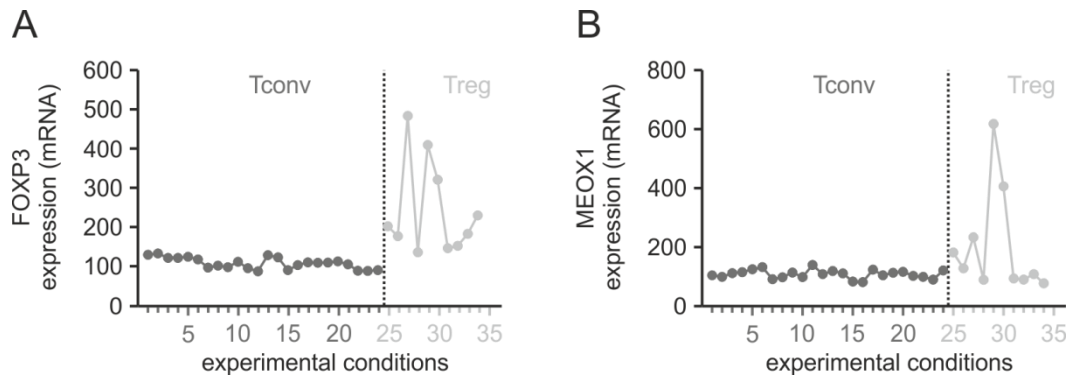 A
FOXP3
expression (mRNA)
600
500
400
300
200
100
0
Tconv
Treg
5 10 15 20 25 30 35
experimental conditions
B
MEOX1
expression (mRNA)
800
600
400
200
0
Tconv
Treg
5 10 15 20 25 30 35
experimental conditions